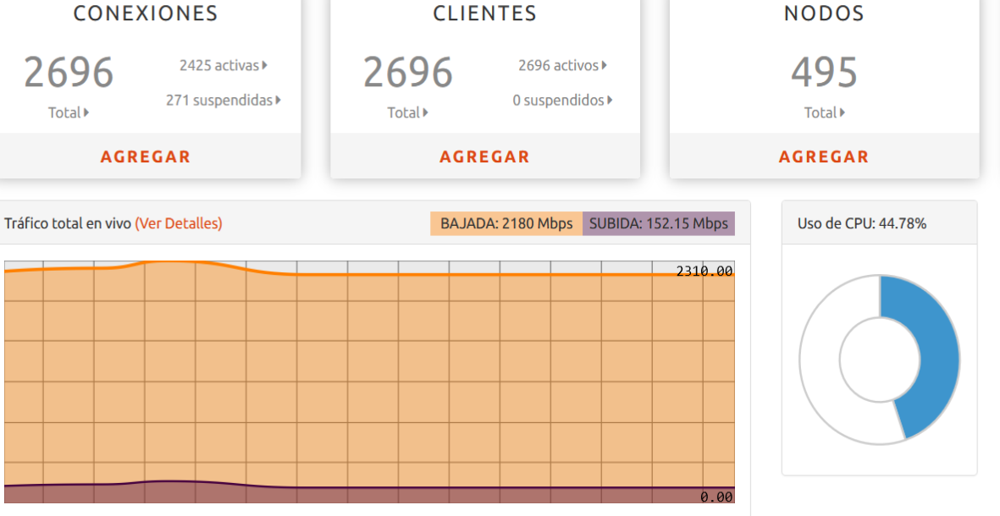 CONEXIONES
2696
Total
2425 activas
271 suspendidas
AGREGAR
CLIENTES
2696
Total
2696 activos
0 suspendidos
AGREGAR
NODOS
495
Total
AGREGAR
Tráfico total en vivo (Ver Detalles)
BAJADA: 2180 Mbps
SUBIDA: 152.15 Mbps
2310.00
0.00
Uso de CPU: 44.78%